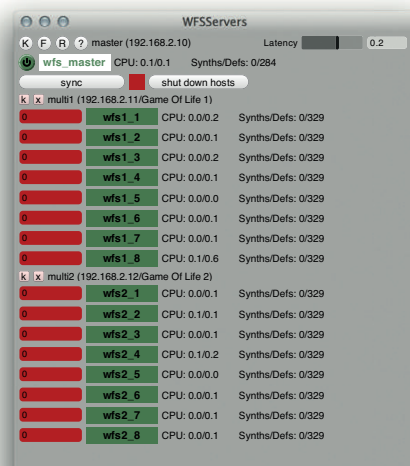 WFSServers
K F R ? master (192.168.2.10) Latency 0.2
wfs_master CPU: 0.1/0.1 Synths/Defs: 0/284
sync shut down hosts
k x multi1 (192.168.2.11/Game Of Life 1)
0 wfs1_1 CPU: 0.0/0.2 Synths/Defs: 0/329
0 wfs1_2 CPU: 0.0/0.1 Synths/Defs: 0/329
0 wfs1_3 CPU: 0.0/0.2 Synths/Defs: 0/329
0 wfs1_4 CPU: 0.0/0.1 Synths/Defs: 0/329
0 wfs1_5 CPU: 0.0/0.0 Synths/Defs: 0/329
0 wfs1_6 CPU: 0.0/0.1 Synths/Defs: 0/329
0 wfs1_7 CPU: 0.0/0.1 Synths/Defs: 0/329
0 wfs1_8 CPU: 0.1/0.6 Synths/Defs: 0/329
k x multi2 (192.168.2.12/Game Of Life 2)
0 wfs2_1 CPU: 0.0/0.1 Synths/Defs: 0/329
0 wfs2_2 CPU: 0.1/0.1 Synths/Defs: 0/329
0 wfs2_3 CPU: 0.0/0.1 Synths/Defs: 0/329
0 wfs2_4 CPU: 0.1/0.2 Synths/Defs: 0/329
0 wfs2_5 CPU: 0.0/0.0 Synths/Defs: 0/329
0 wfs2_6 CPU: 0.0/0.1 Synths/Defs: 0/329
0 wfs2_7 CPU: 0.0/0.1 Synths/Defs: 0/329
0 wfs2_8 CPU: 0.0/0.1 Synths/Defs: 0/329